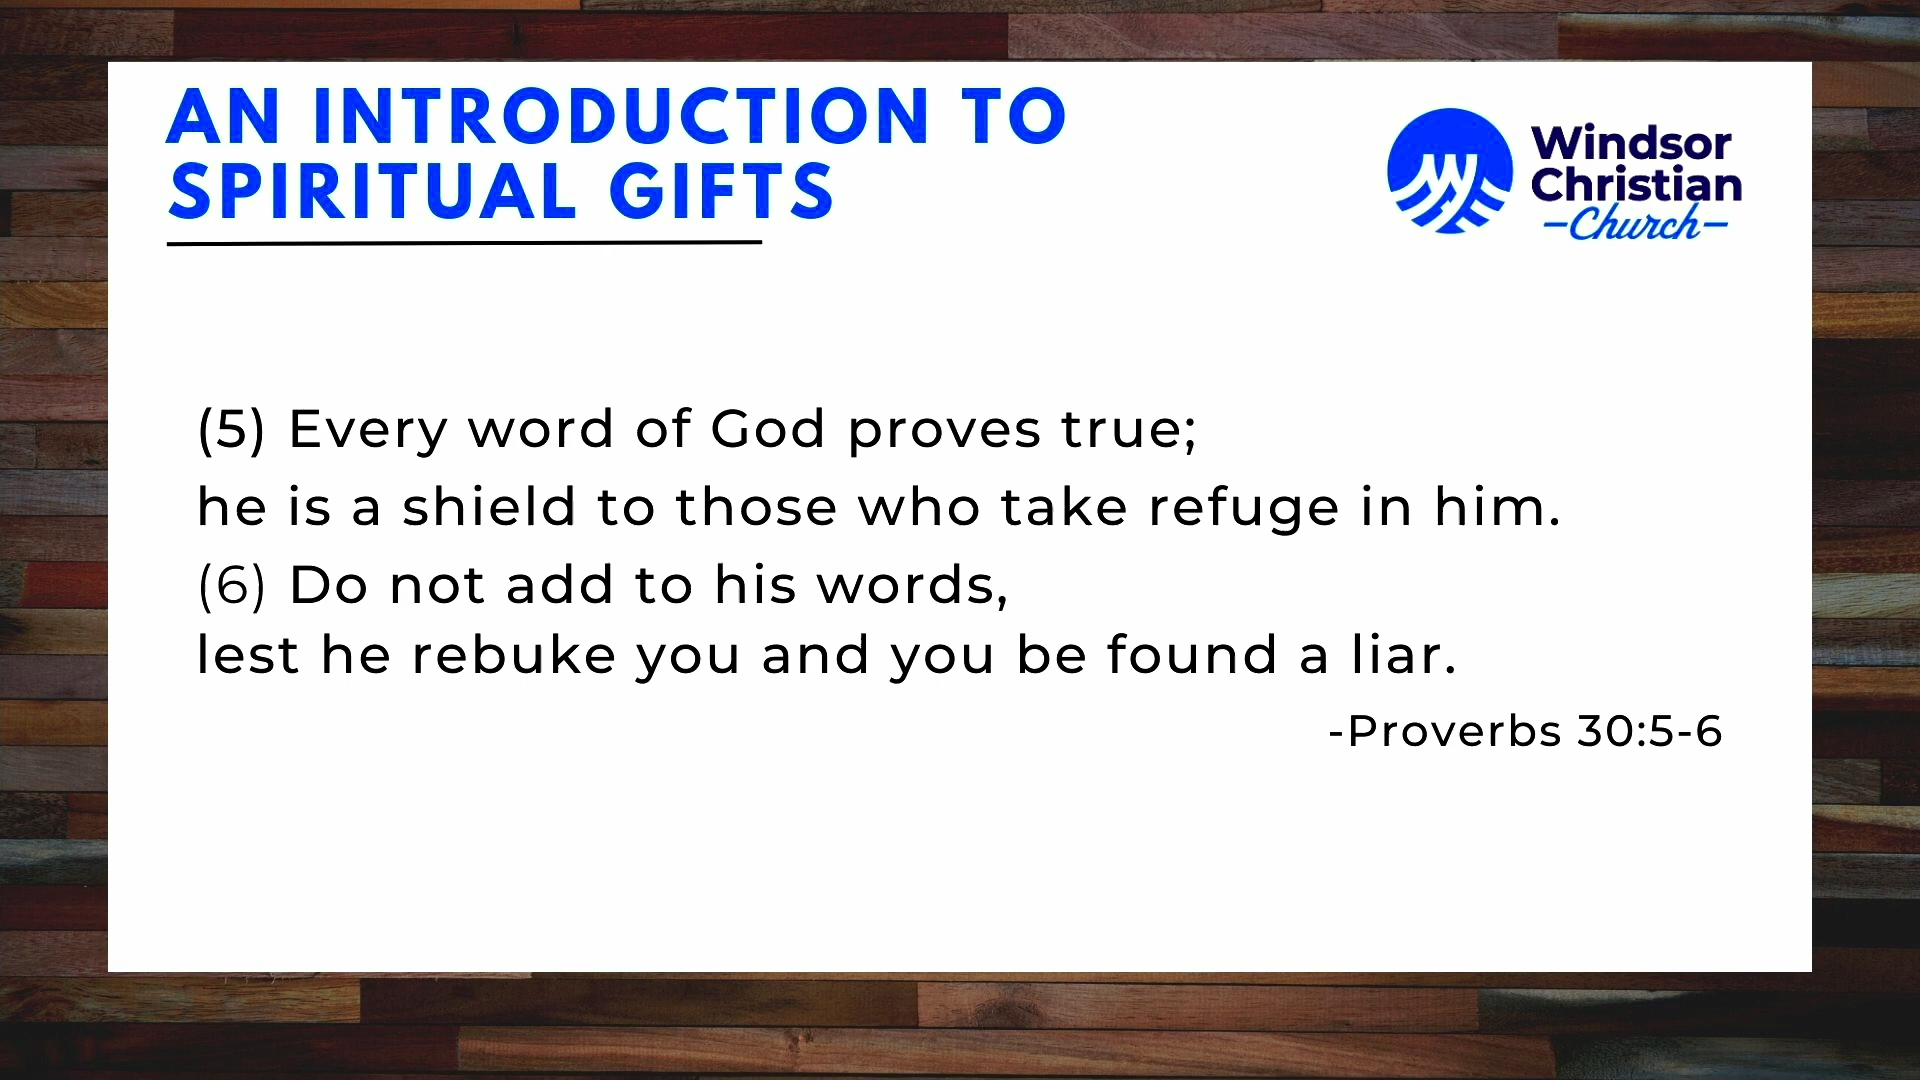 AN INTRODUCTION TO
SPIRITUAL GIFTS
Windsor
Christian
-Church-
(5) Every word of God proves true;
he is a shield to those who take refuge in him.
(6) Do not add to his words,
lest he rebuke you and you be found a liar.
-Proverbs 30:5-6